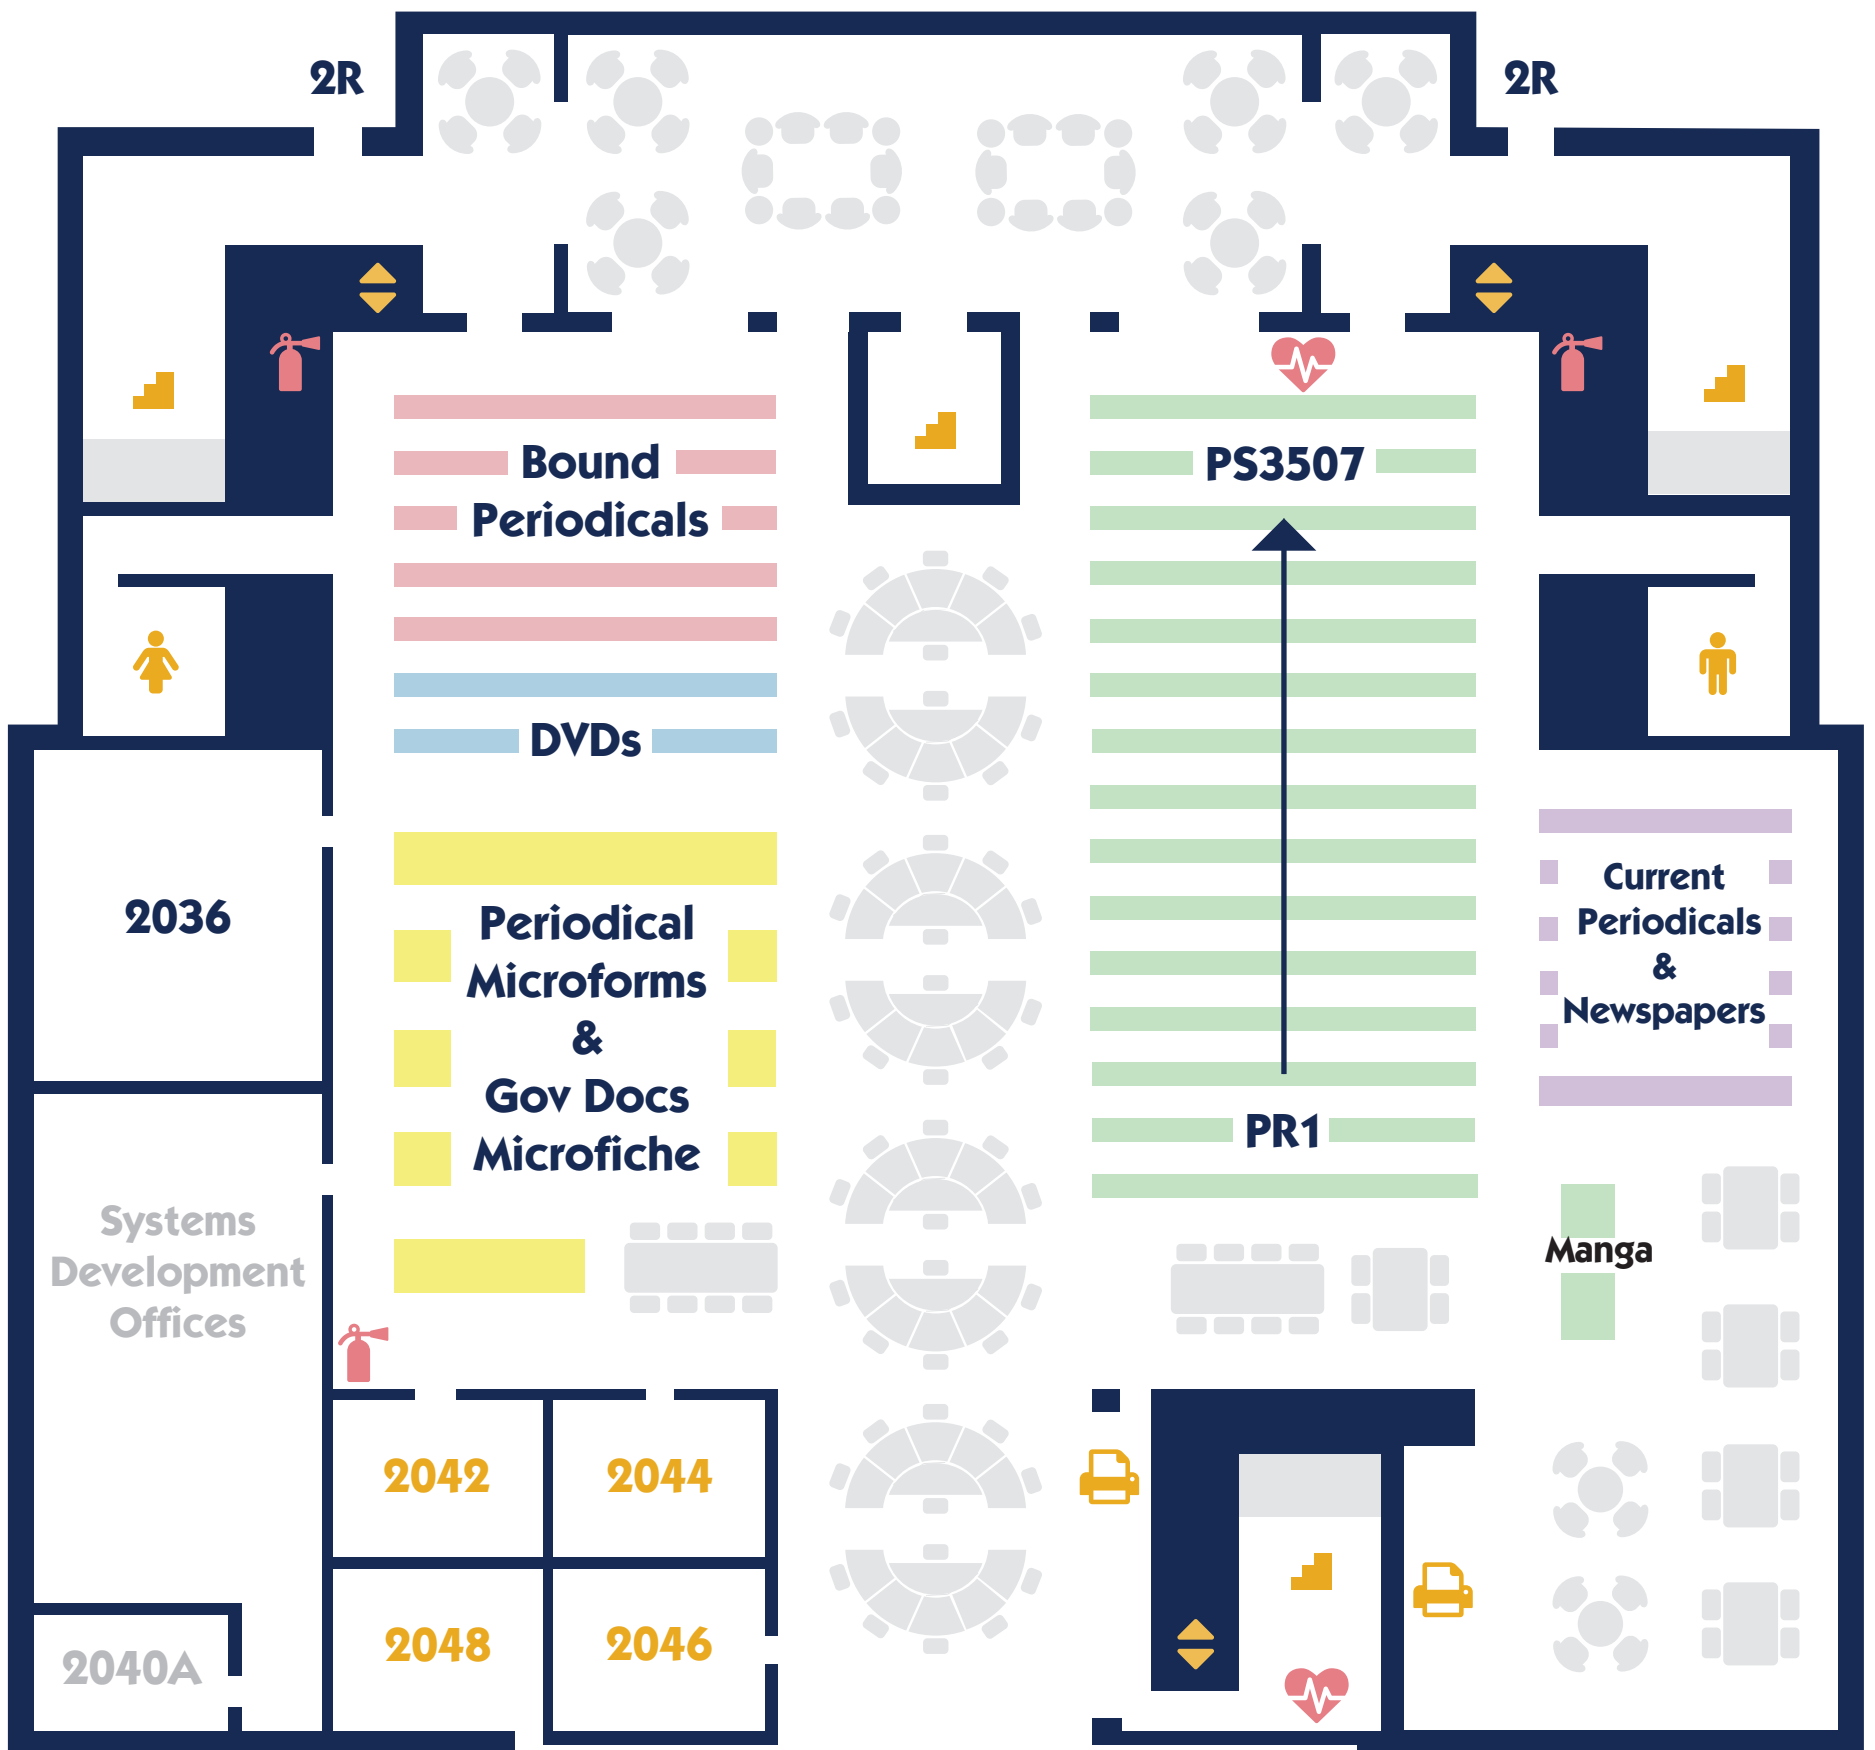 2R
2R
Bound
Periodicals
PS3507
DVDs
2036
Periodical
Microforms
&
Gov Docs
Microfiche
Current
Periodicals
&
Newspapers
PR1
Manga
Systems
Development
Offices
2042
2044
2048
2046
2040A